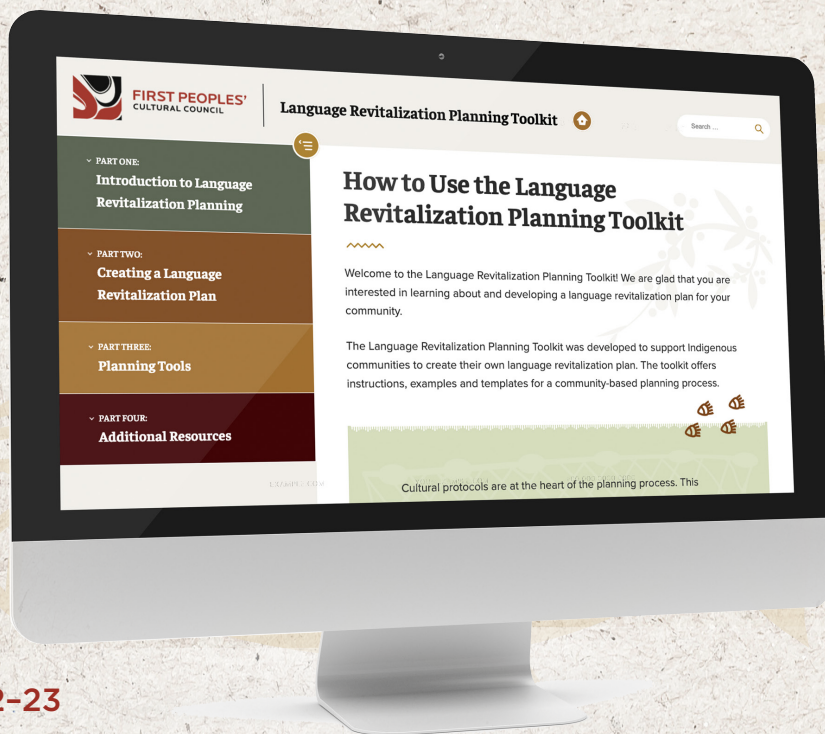 FIRST PEOPLES'
CULTURAL COUNCIL
Language Revitalization Planning Toolkit
Search ...
PART ONE:
Introduction to Language
Revitalization Planning
PART TWO:
Creating a Language
Revitalization Plan
PART THREE:
Planning Tools
PART FOUR:
Additional Resources
How to Use the Language
Revitalization Planning Toolkit
Welcome to the Language Revitalization Planning Toolkit! We are glad that you are
interested in learning about and developing a language revitalization plan for your
community.
The Language Revitalization Planning Toolkit was developed to support Indigenous
communities to create their own language revitalization plan. The toolkit offers
instructions, examples and templates for a community-based planning process.
Cultural protocols are at the heart of the planning process. This
2–23